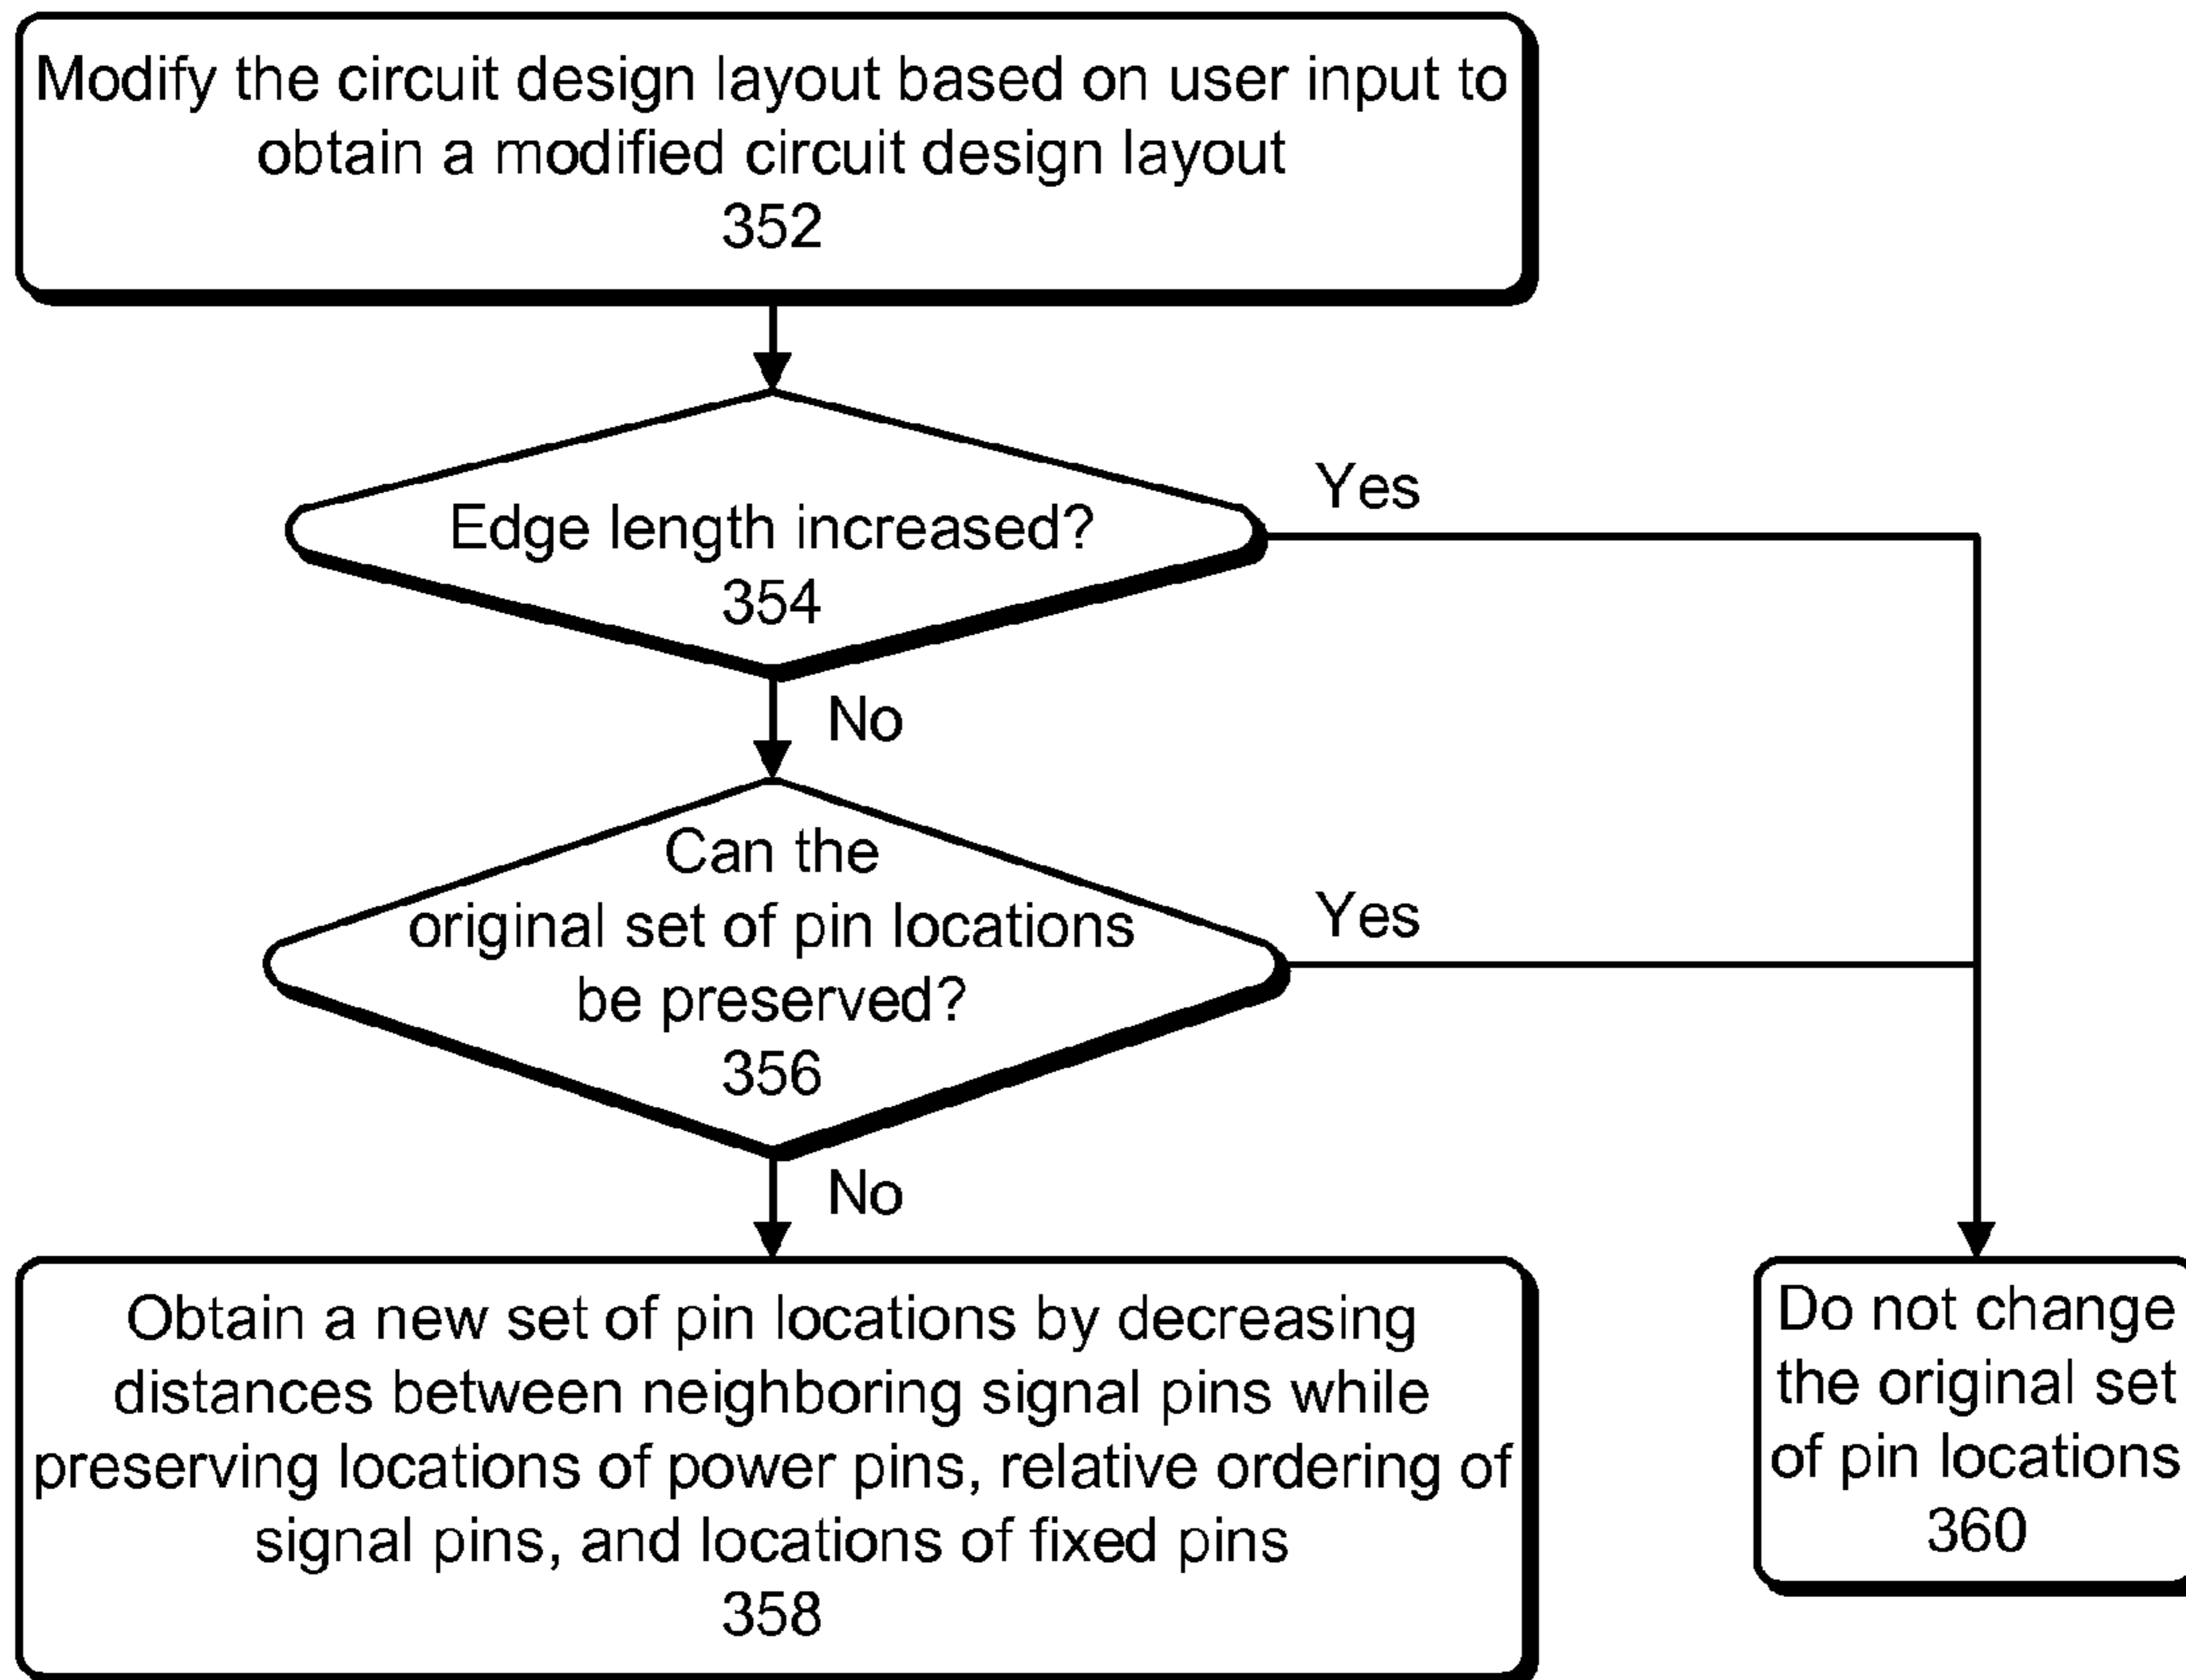 Modify the circuit design layout based on user input to
obtain a modified circuit design layout
352
Edge length increased?
354
Yes
No
Can the
original set of pin locations
be preserved?
356
Yes
No
Obtain a new set of pin locations by decreasing
distances between neighboring signal pins while
preserving locations of power pins, relative ordering of
signal pins, and locations of fixed pins
358
Do not change
the original set
of pin locations
360